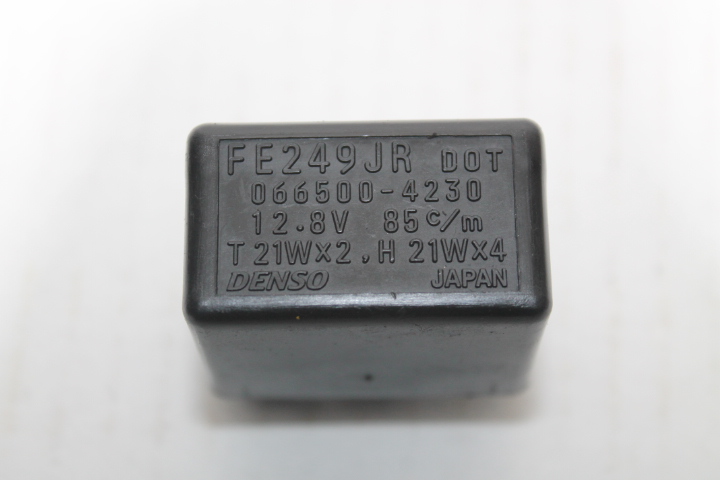 FE249JR DOT
066500-4230
12.8V 85c/m
T 21W×2, H 21W×4
DENSO JAPAN